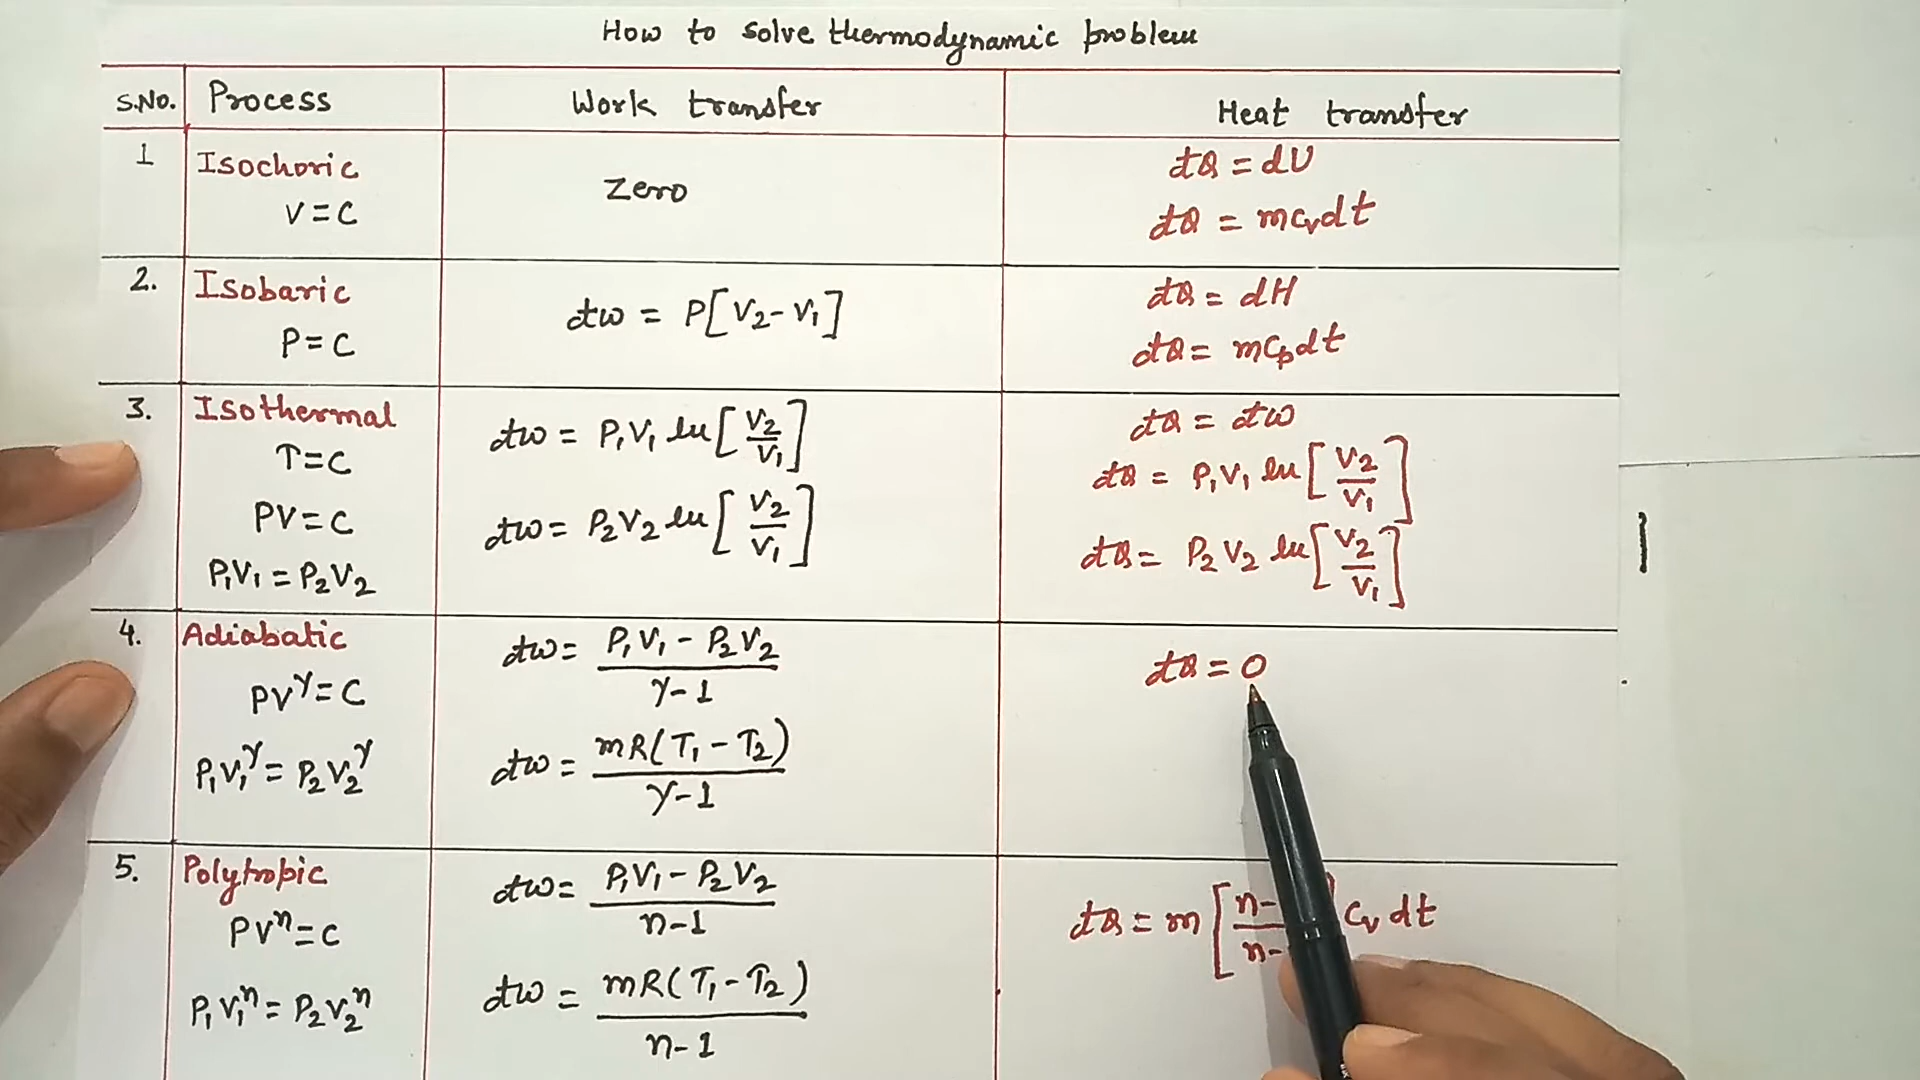 How to solve thermodynamic problem
S.No. Process Work transfer Heat transfer
1 Isochoric
V=C
Zero
dQ = dU
dQ = mCvdt
2. Isobaric
P=C
dw = P[V₂-V₁]
dQ = dH
dQ = mCpdt
3. Isothermal
T=C
PV=C
P₁V₁ = P₂V₂
dw = P₁V₁ ln[V₂/V₁]
dw = P₂V₂ ln[V₂/V₁]
dQ = dw
dQ = P₁V₁ ln[V₂/V₁]
dQ = P₂V₂ ln[V₂/V₁]
4. Adiabatic
PV^γ = C
P₁V₁^γ = P₂V₂^γ
dw = P₁V₁ - P₂V₂ / γ-1
dw = mR(T₁ - T₂) / γ-1
dQ = 0
5. Polytropic
PVⁿ = C
P₁V₁ⁿ = P₂V₂ⁿ
dw = P₁V₁ - P₂V₂ / n-1
dw = mR(T₁ - T₂) / n-1
dQ = m[n- / n- Cv dt